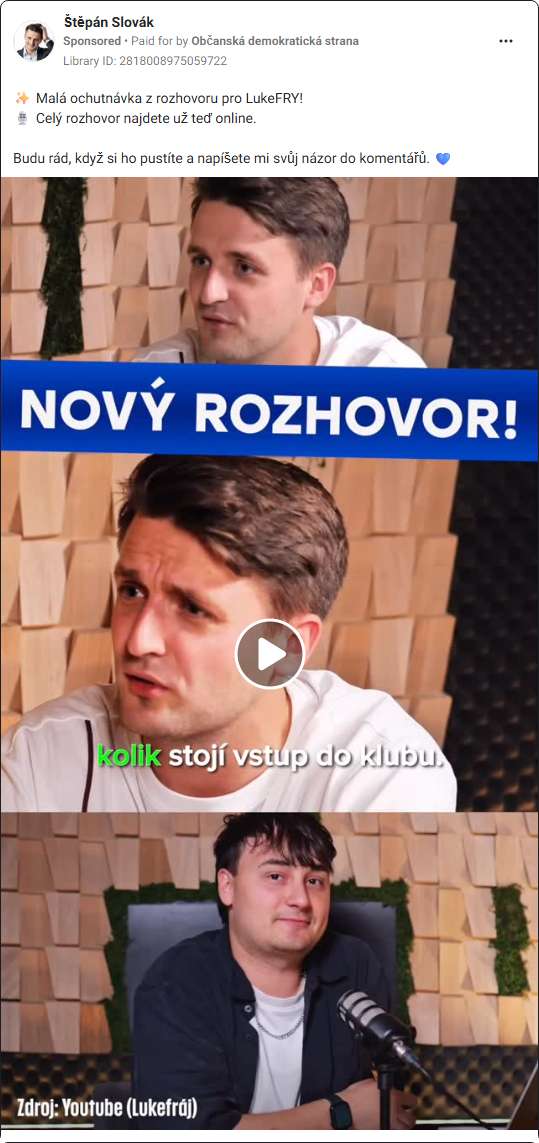 Štěpán Slovák
Sponsored • Paid for by Občanská demokratická strana
Library ID: 2818008975059722
✨ Malá ochutnávka z rozhovoru pro LukeFRY!
🎙️ Celý rozhovor najdete už teď online.
Budu rád, když si ho pustíte a napíšete mi svůj názor do komentářů. 💙
NOVÝ ROZHOVOR!
kolik stojí vstup do klubu.
Zdroj: Youtube (Lukefráj)